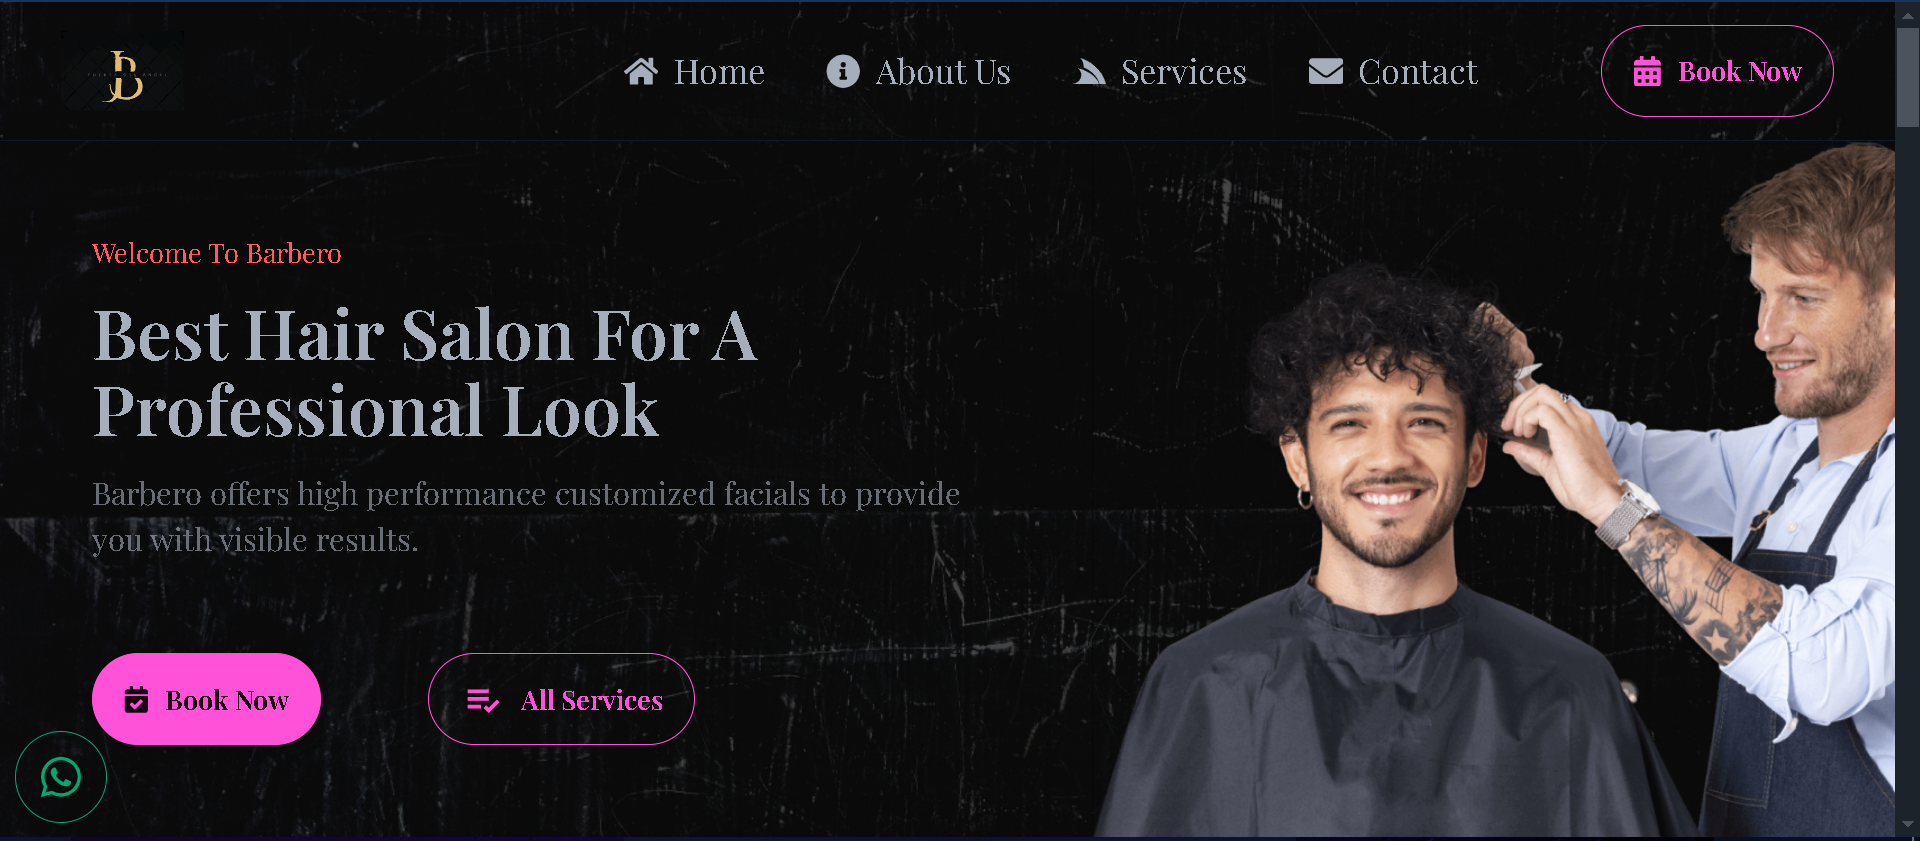 Home
About Us
Services
Contact
Book Now
Welcome To Barbero
Best Hair Salon For A
Professional Look
Barbero offers high performance customized facials to provide
you with visible results.
Book Now
All Services